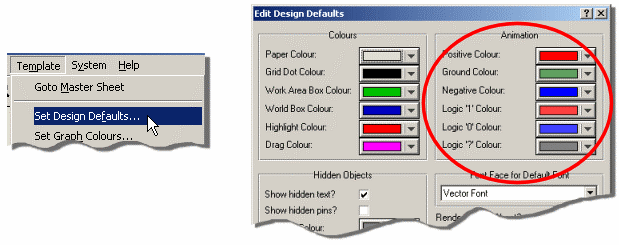 Template System Help
Goto Master Sheet
Set Design Defaults...
Set Graph Colours...
Edit Design Defaults
Colours
Paper Colour:
Grid Dot Colour:
Work Area Box Colour:
World Box Colour:
Highlight Colour:
Drag Colour:
Animation
Positive Colour:
Ground Colour:
Negative Colour:
Logic '1' Colour:
Logic '0' Colour:
Logic '?' Colour:
Hidden Objects
Show hidden text?
Show hidden pins?
Colour:
Font Face for Default Font
Vector Font